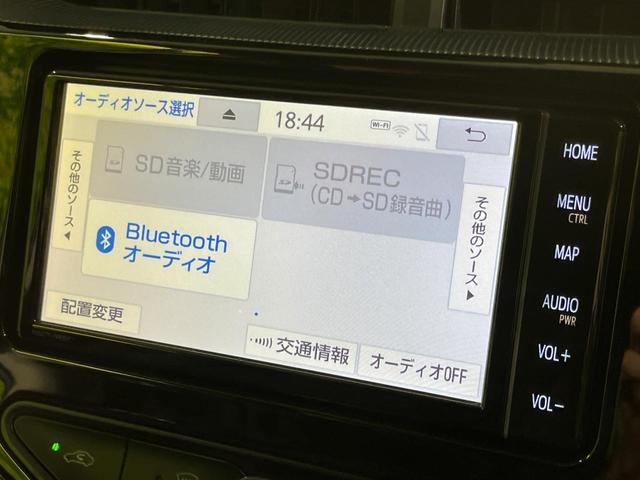 オーディオソース選択
18:44
Wi-Fi
SD音楽/動画
SDREC
(CD➡SD録音曲)
その他のソース◀
その他のソース▶
Bluetooth
オーディオ
配置変更
交通情報
オーディオOFF
HOME
MENU
CTRL
MAP
AUDIO
PWR
VOL+
VOL-